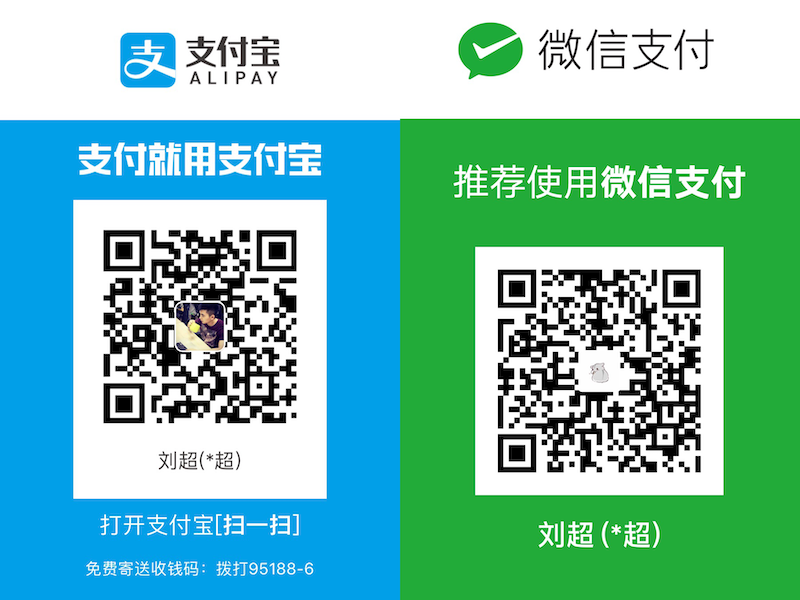 支付宝
ALIPAY
支付就用支付宝
刘超(*超)
打开支付宝[扫一扫]
免费寄送收钱码：拨打95188-6
微信支付
推荐使用微信支付
刘超 (*超)